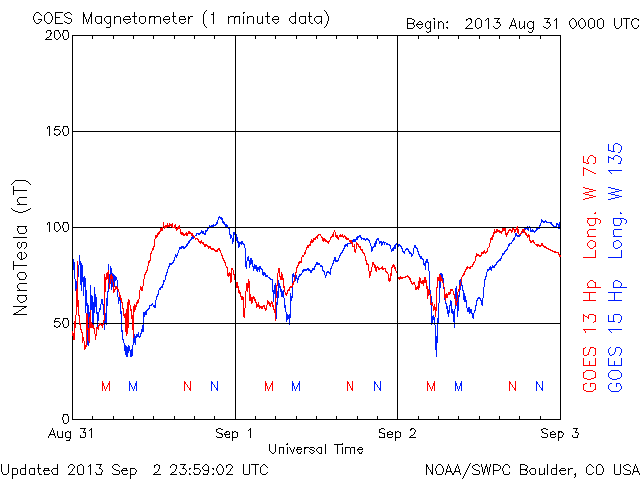 GOES Magnetometer (1 minute data)
Begin: 2013 Aug 31 0000 UTC
200
150
100
50
0
NanoTesla (nT)
M M N N M M N N M M N N
Aug 31 Sep 1 Sep 2 Sep 3
Universal Time
GOES 13 Hp Long. W 75
GOES 15 Hp Long. W 135
Updated 2013 Sep 2 23:59:02 UTC
NOAA/SWPC Boulder, CO USA